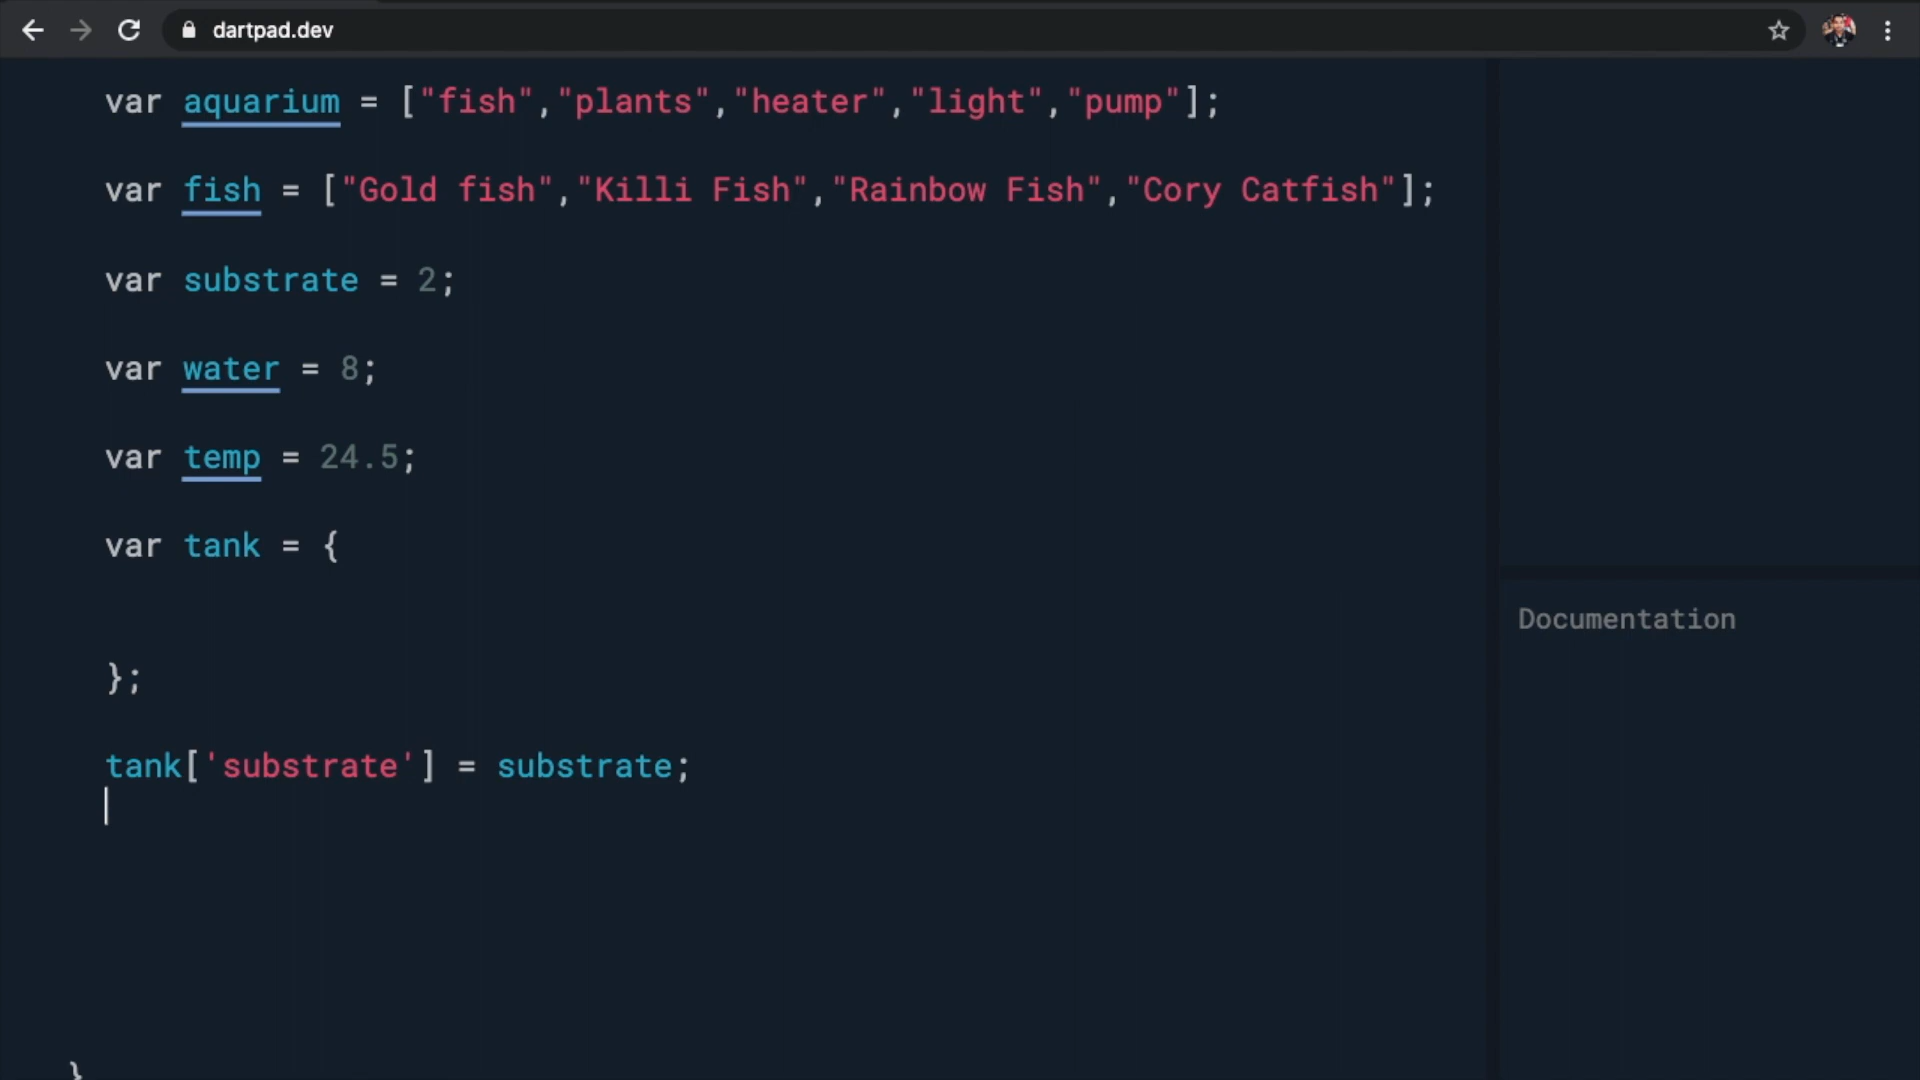 dartpad.dev
var aquarium = ["fish","plants","heater","light","pump"];
var fish = ["Gold fish","Killi Fish","Rainbow Fish","Cory Catfish"];
var substrate = 2;
var water = 8;
var temp = 24.5;
var tank = {
Documentation
};
tank['substrate'] = substrate;
}